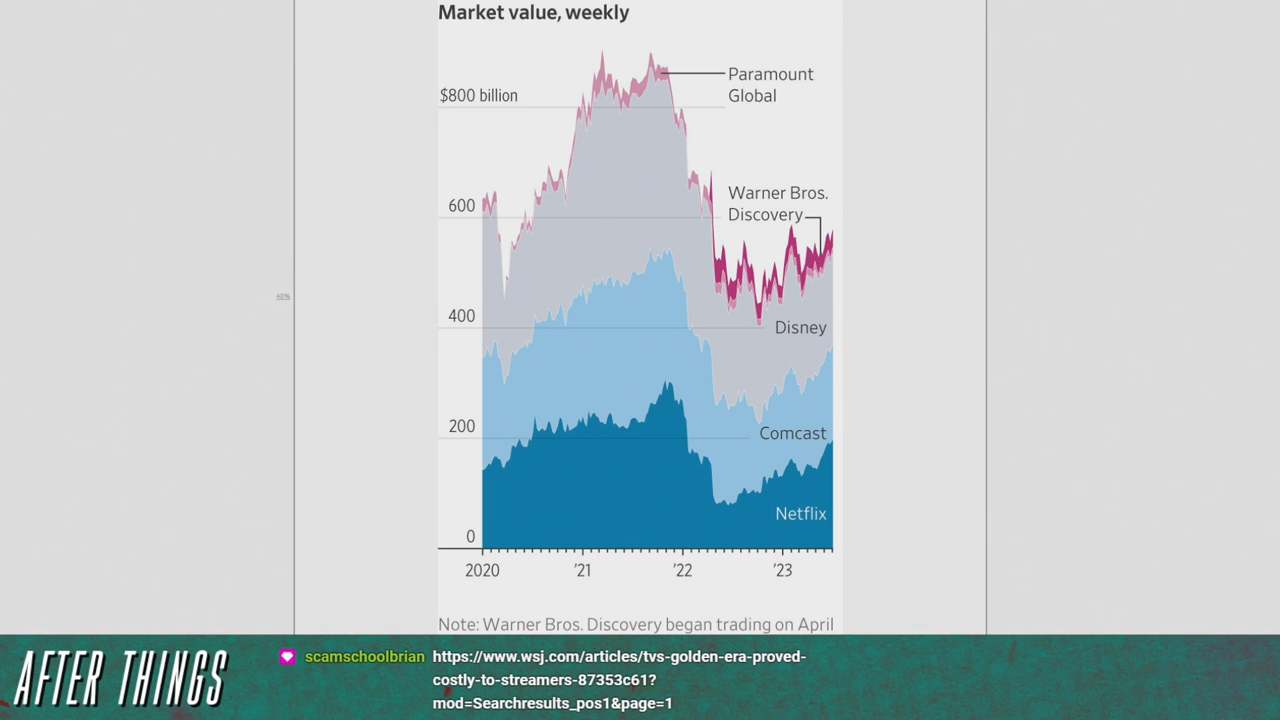 Market value, weekly
Paramount
Global
$800 billion
Warner Bros.
Discovery
600
400
Disney
200
Comcast
Netflix
0
2020 ’21 ’22 ’23
Note: Warner Bros. Discovery began trading on April
AFTER THINGS
scamschoolbrian https://www.wsj.com/articles/tvs-golden-era-proved-
costly-to-streamers-87353c61?
mod=Searchresults_pos1&page=1